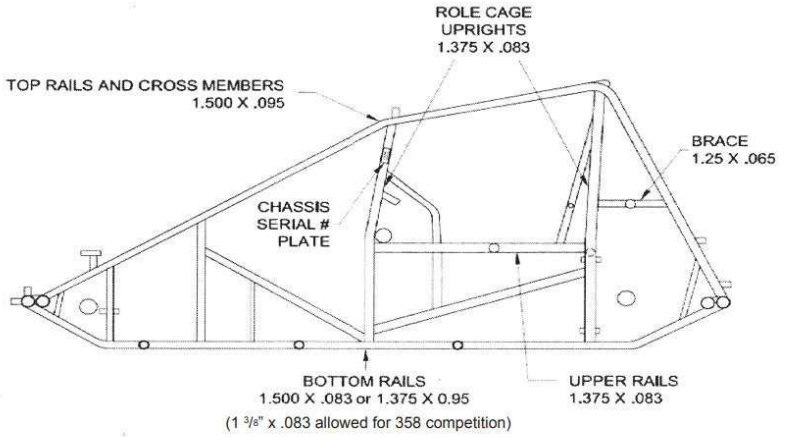 ROLE CAGE
UPRIGHTS
1.375 X .083
TOP RAILS AND CROSS MEMBERS
1.500 X .095
BRACE
1.25 X .065
CHASSIS
SERIAL #
PLATE
BOTTOM RAILS
1.500 X .083 or 1.375 X 0.95
(1 3/8" x .083 allowed for 358 competition)
UPPER RAILS
1.375 X .083